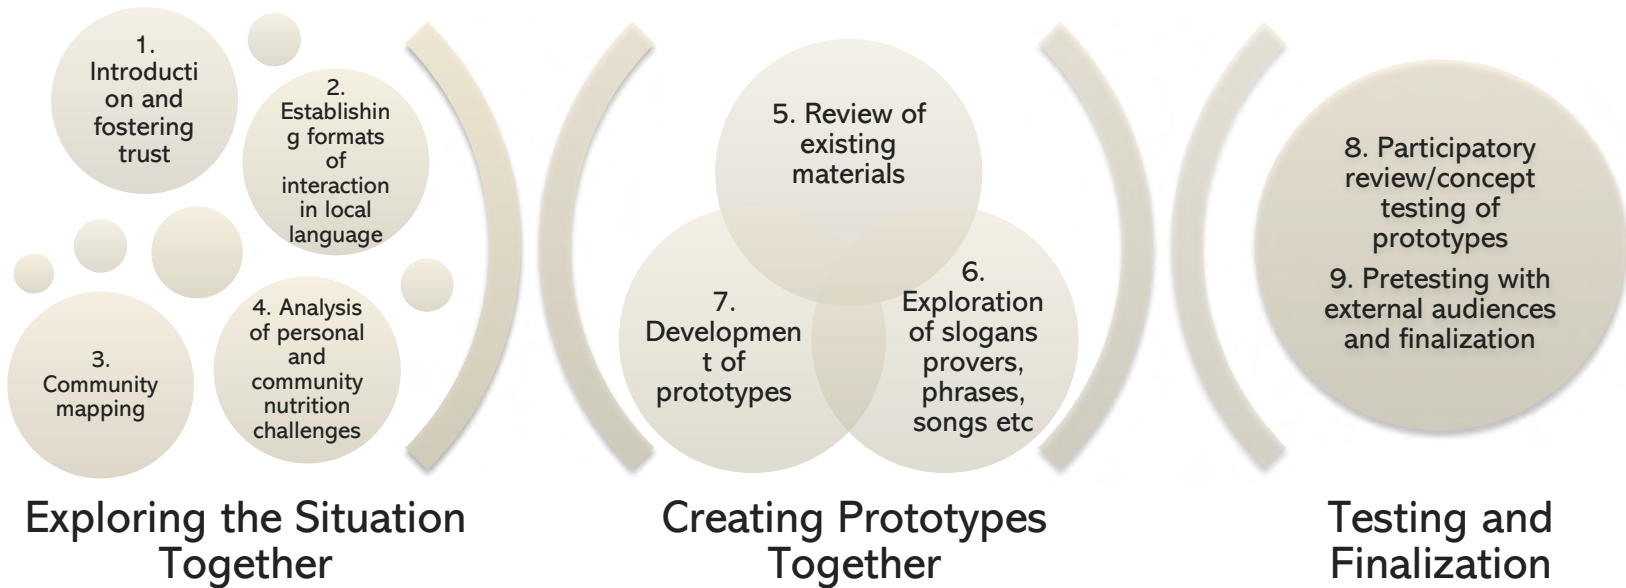 1.
Introducti
on and
fostering
trust
2.
Establishin
g formats
of
interaction
in local
language
3.
Community
mapping
4. Analysis
of personal
and
community
nutrition
challenges
Exploring the Situation
Together
5. Review of
existing
materials
6.
Exploration
of slogans
provers,
phrases,
songs etc
7.
Developmen
t of
prototypes
Creating Prototypes
Together
8. Participatory
review/concept
testing of
prototypes
9. Pretesting with
external audiences
and finalization
Testing and
Finalization